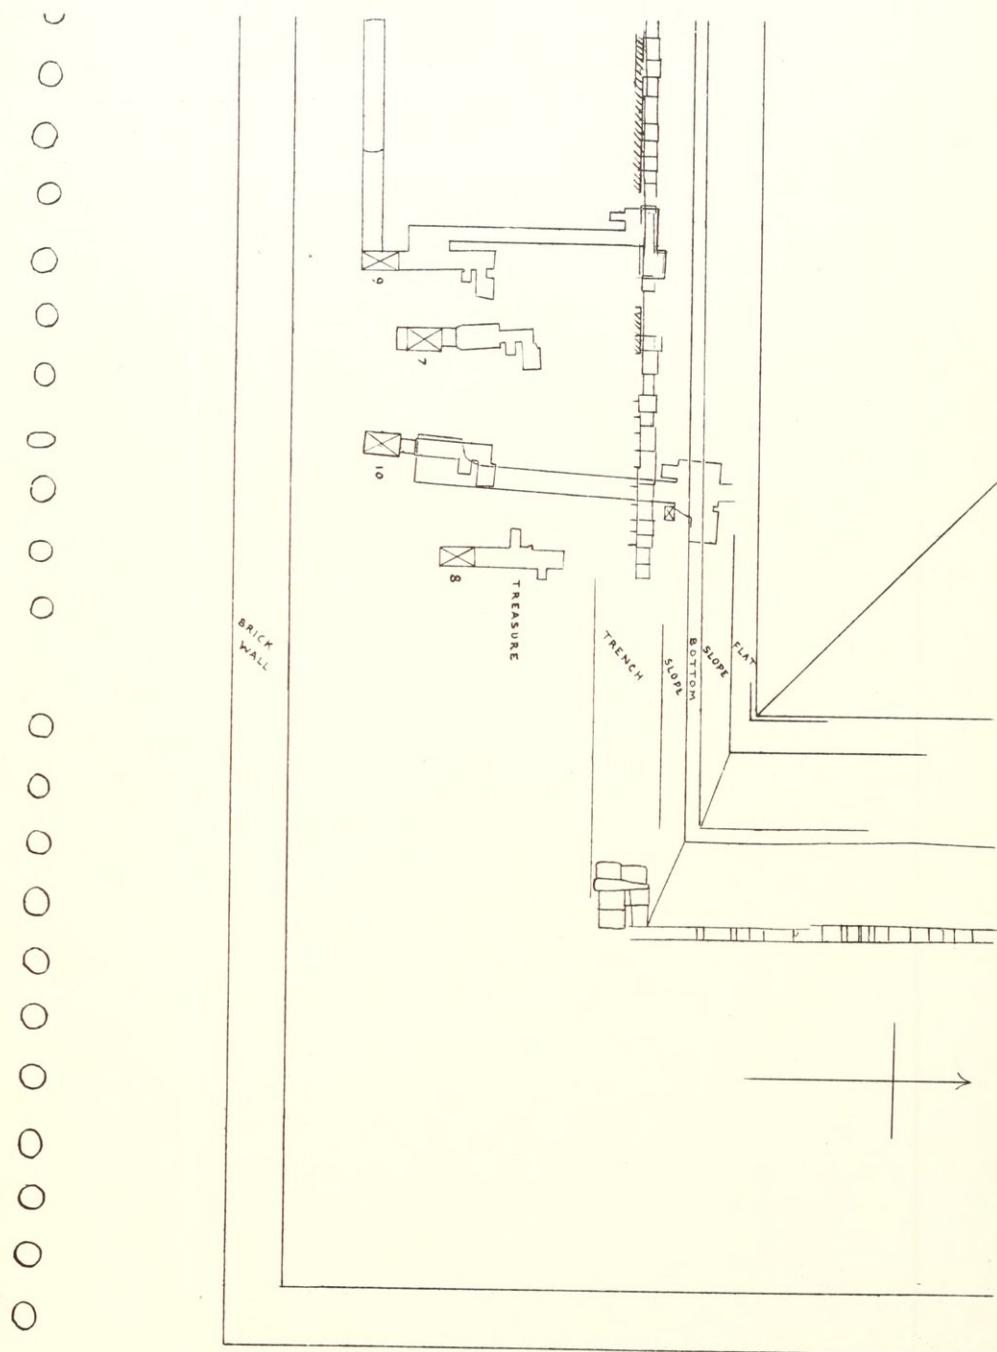 9
7
10
8
BRICK
WALL
TREASURE
TRENCH
SLOPE
BOTTOM
SLOPE
FLAT